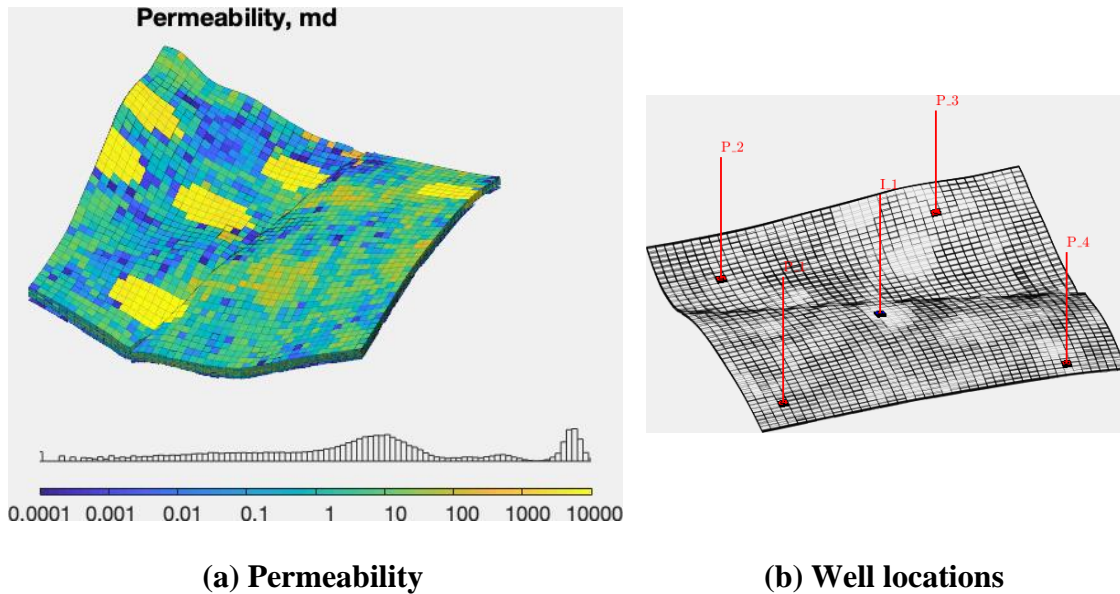 Permeability, md
0.0001 0.001 0.01 0.1 1 10 100 1000 10000
P_3
P_2
I_1
P_4
P_1
(a) Permeability
(b) Well locations